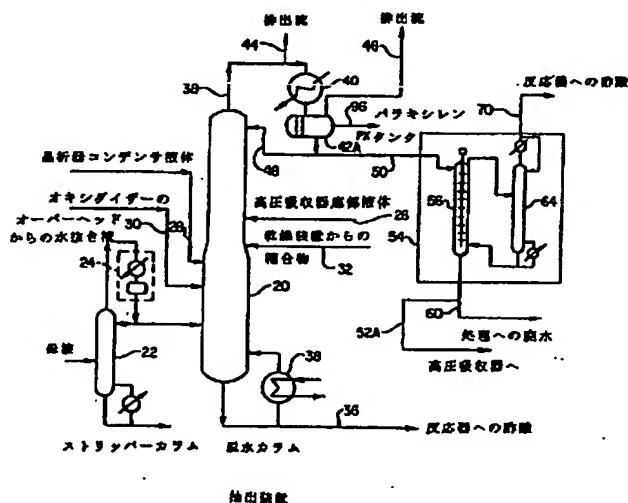 排出流
44
排出流
46
38
40
反応器への酢酸
70
96
パラキシレン
PXタンク
42A
48
50
晶析器コンデンサ液体
オキシダイザーの
オーバーヘッド
からの水抜き液
28
30
高圧吸収器底部液体
26
56
64
54
乾燥装置からの
混合物
32
24
20
60
52A
処理への廃水
高圧吸収器へ
母液
22
38
36
反応器への酢酸
ストリッパーカラム
脱水カラム
抽出装置